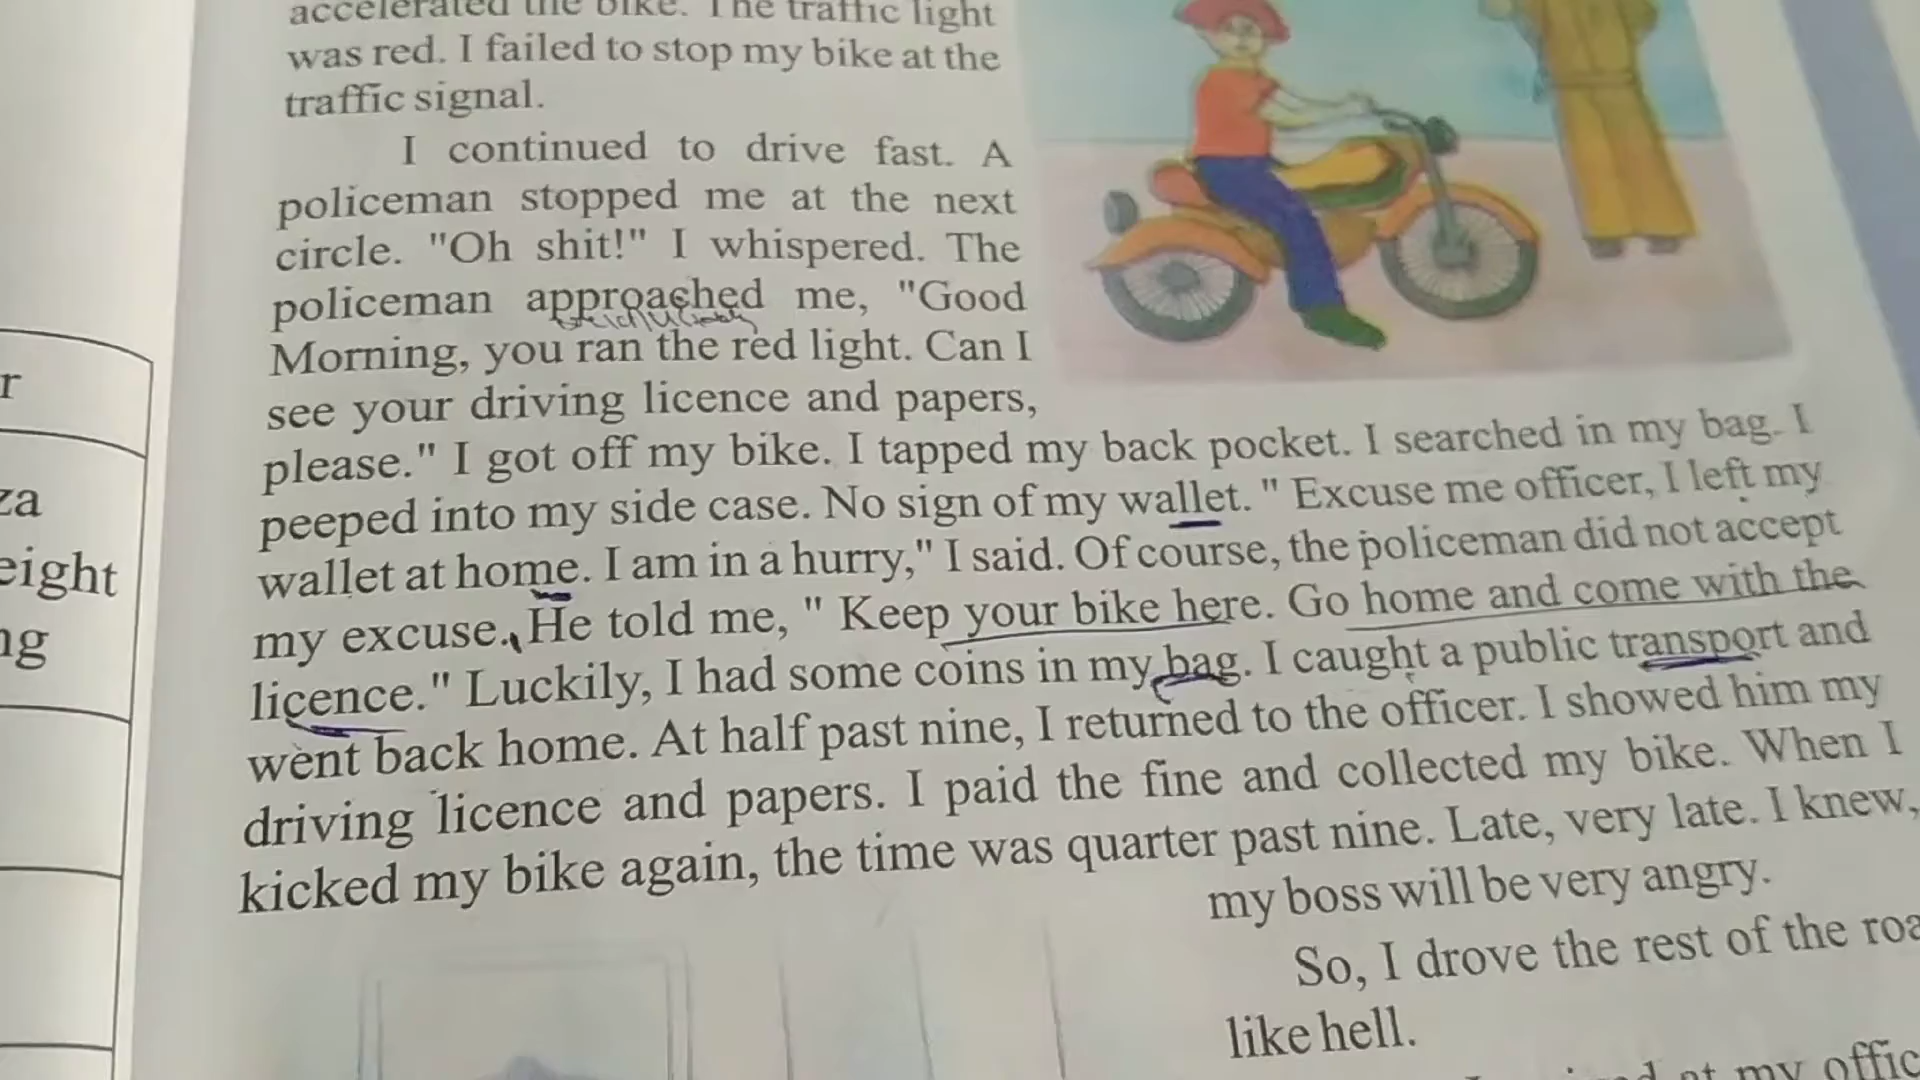 accelerated the bike. The traffic light
was red. I failed to stop my bike at the
traffic signal.
I continued to drive fast. A
policeman stopped me at the next
circle. "Oh shit!" I whispered. The
policeman approached me, "Good
Morning, you ran the red light. Can I
see your driving licence and papers,
please." I got off my bike. I tapped my back pocket. I searched in my bag. I
peeped into my side case. No sign of my wallet. " Excuse me officer, I left my
wallet at home. I am in a hurry," I said. Of course, the policeman did not accept
my excuse. He told me, " Keep your bike here. Go home and come with the
licence." Luckily, I had some coins in my bag. I caught a public transport and
went back home. At half past nine, I returned to the officer. I showed him my
driving licence and papers. I paid the fine and collected my bike. When I
kicked my bike again, the time was quarter past nine. Late, very late. I knew,
my boss will be very angry.
So, I drove the rest of the roa
like hell.
at my offic
r
za
eight
ng